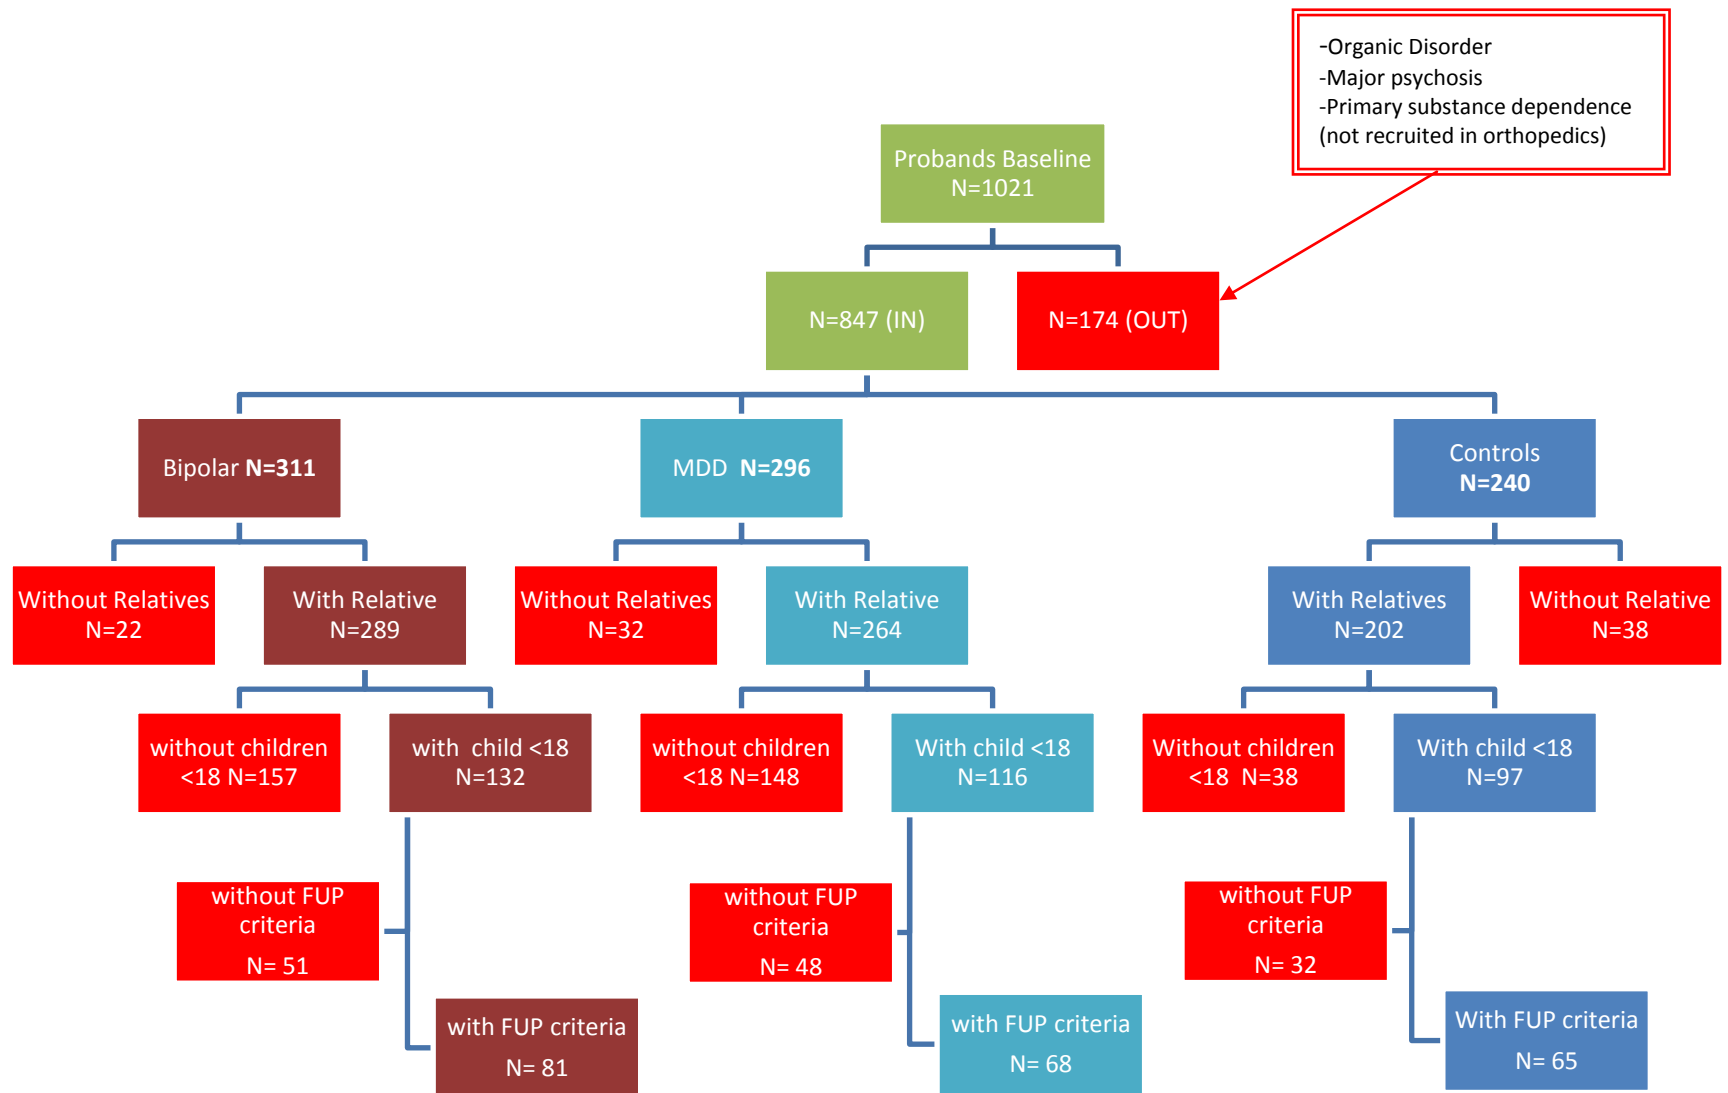 -Organic Disorder
-Major psychosis
-Primary substance dependence
(not recruited in orthopedics)
Probands Baseline
N=1021
N=847 (IN)
N=174 (OUT)
Bipolar N=311
MDD  N=296
Controls
N=240
Without Relatives
N=22
With Relative
N=289
Without Relatives
N=32
With Relative
N=264
With Relatives
N=202
Without Relative
N=38
without children
<18 N=157
with  child <18
N=132
without children
<18 N=148
With child <18
N=116
Without children
<18  N=38
With child <18
N=97
without FUP
criteria
N= 51
without FUP
criteria
N= 48
without FUP
criteria
N= 32
with FUP criteria
N= 81
with FUP criteria
N= 68
With FUP criteria
N= 65